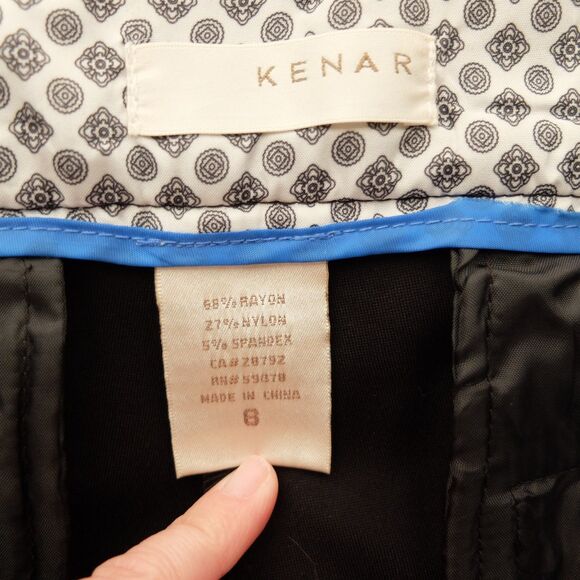 KENAR
68% RAYON
27% NYLON
5% SPANDEX
CA# 28792
RN# 59878
MADE IN CHINA
8